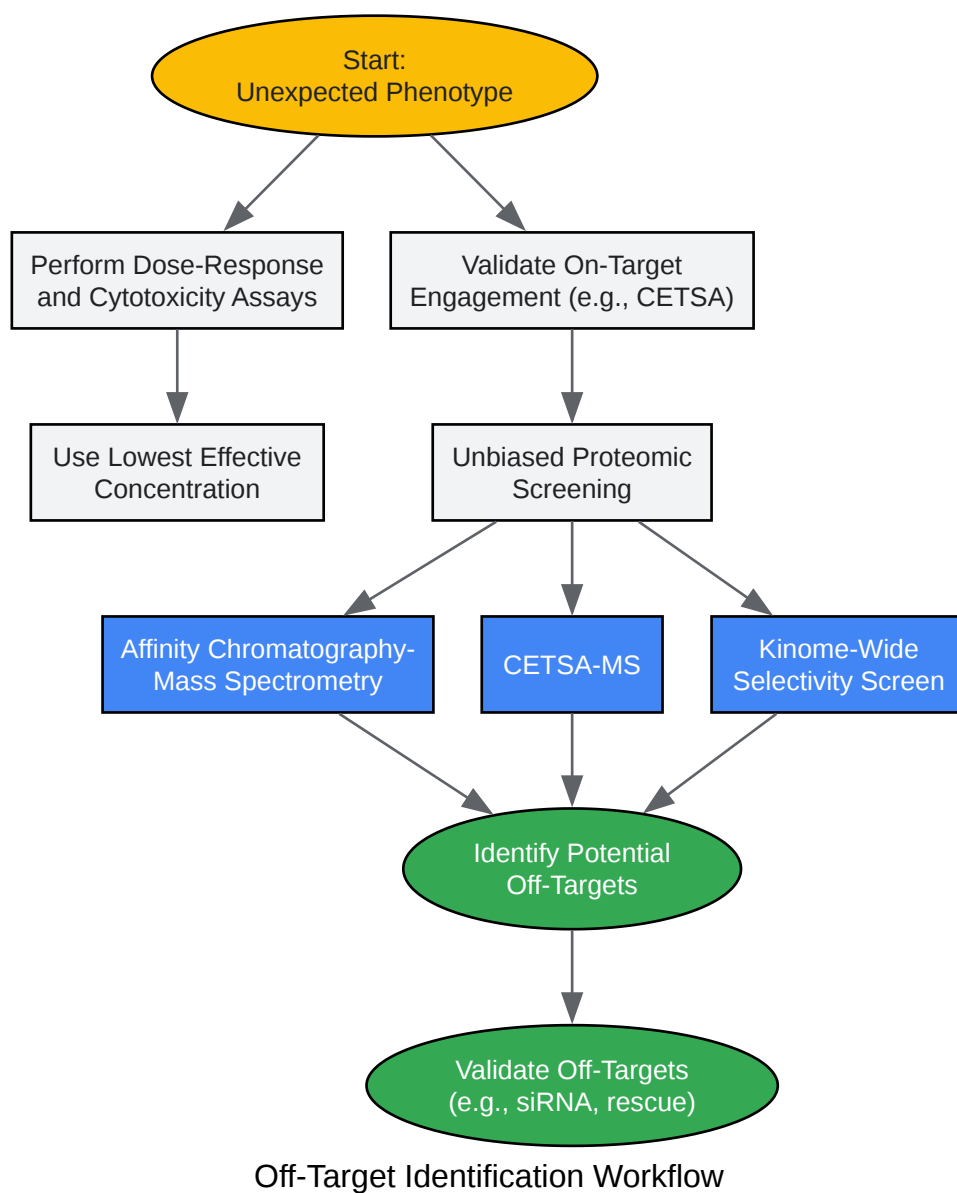 Start:
Unexpected Phenotype
Perform Dose-Response
and Cytotoxicity Assays
Validate On-Target
Engagement (e.g., CETSA)
Use Lowest Effective
Concentration
Unbiased Proteomic
Screening
Affinity Chromatography-
Mass Spectrometry
CETSA-MS
Kinome-Wide
Selectivity Screen
Identify Potential
Off-Targets
Validate Off-Targets
(e.g., siRNA, rescue)
Off-Target Identification Workflow